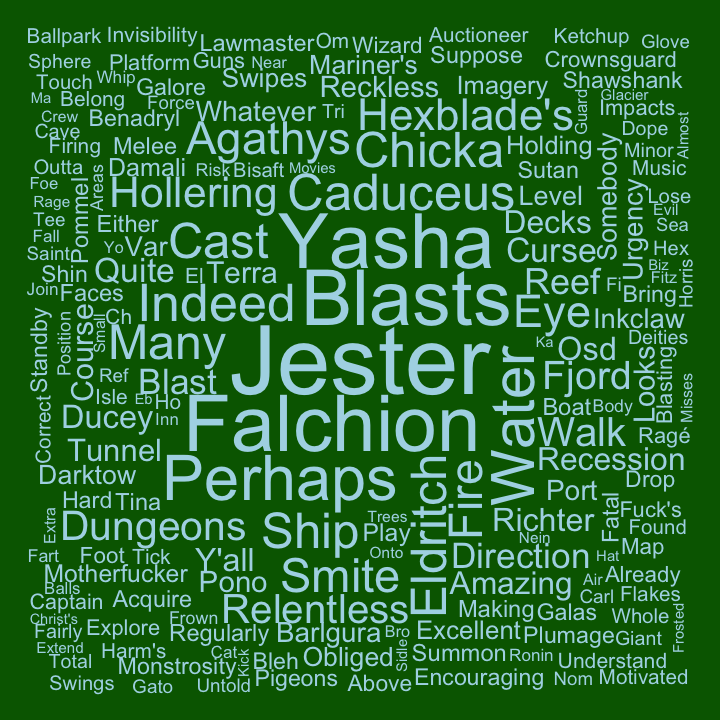 Ballpark Invisibility Lawmaster Om Wizard Auctioneer Ketchup Glove
Sphere Platform Guns Near Mariner's Suppose Crownsguard
Touch Whip Galore Swipes Reckless Imagery Shawshank
Ma Belong Force Whatever Tri Hexblade's Guard Glacier Impacts
Crew Benadryl Agathys Chicka Holding Dope Almost
Cave Firing Melee Somebody Minor
Outta Damali Risk Bisaft Movies Sutan Urgency Music
Foe Pommel Areas Hollering Caduceus Level Lose
Rage Evil
Tee Either Yasha Decks Sea
Fall Yo Var Cast Curse Hex
Saint Shin Quite El Terra Reef Fi Biz Fitz Horris
Join Faces Indeed Blasts Eye Bring
Ch Small Course Position Standby Inkclaw
Many Jester Ka Osd Looks Deities
Ref Blast Water Fjord Blasting Misses
Isle Eb Ho Falchion Boat Body
Ducey Inn Walk Ragé
Correct Tunnel Perhaps Recession
Darktow Eldritch Fire Port Drop
Hard Tina Richter Fatal Fuck's
Extra Dungeons Ship Trees Play Nein Found
Fart Foot Tick Y'all Onto Direction Hat Map
Motherfucker Pono Smite Amazing Air Already
Balls Carl Flakes
Captain Acquire Relentless Making Galas Whole
Christ's Frown
Fairly Explore Regularly Barlgura Bro Excellent Plumage Giant Frosted
Extend Harm's Cat Sidle Summon Ronin
Total Monstrosity Kick Bleh Obliged Understand
Swings Gato Untold Pigeons Above Encouraging Nom Motivated